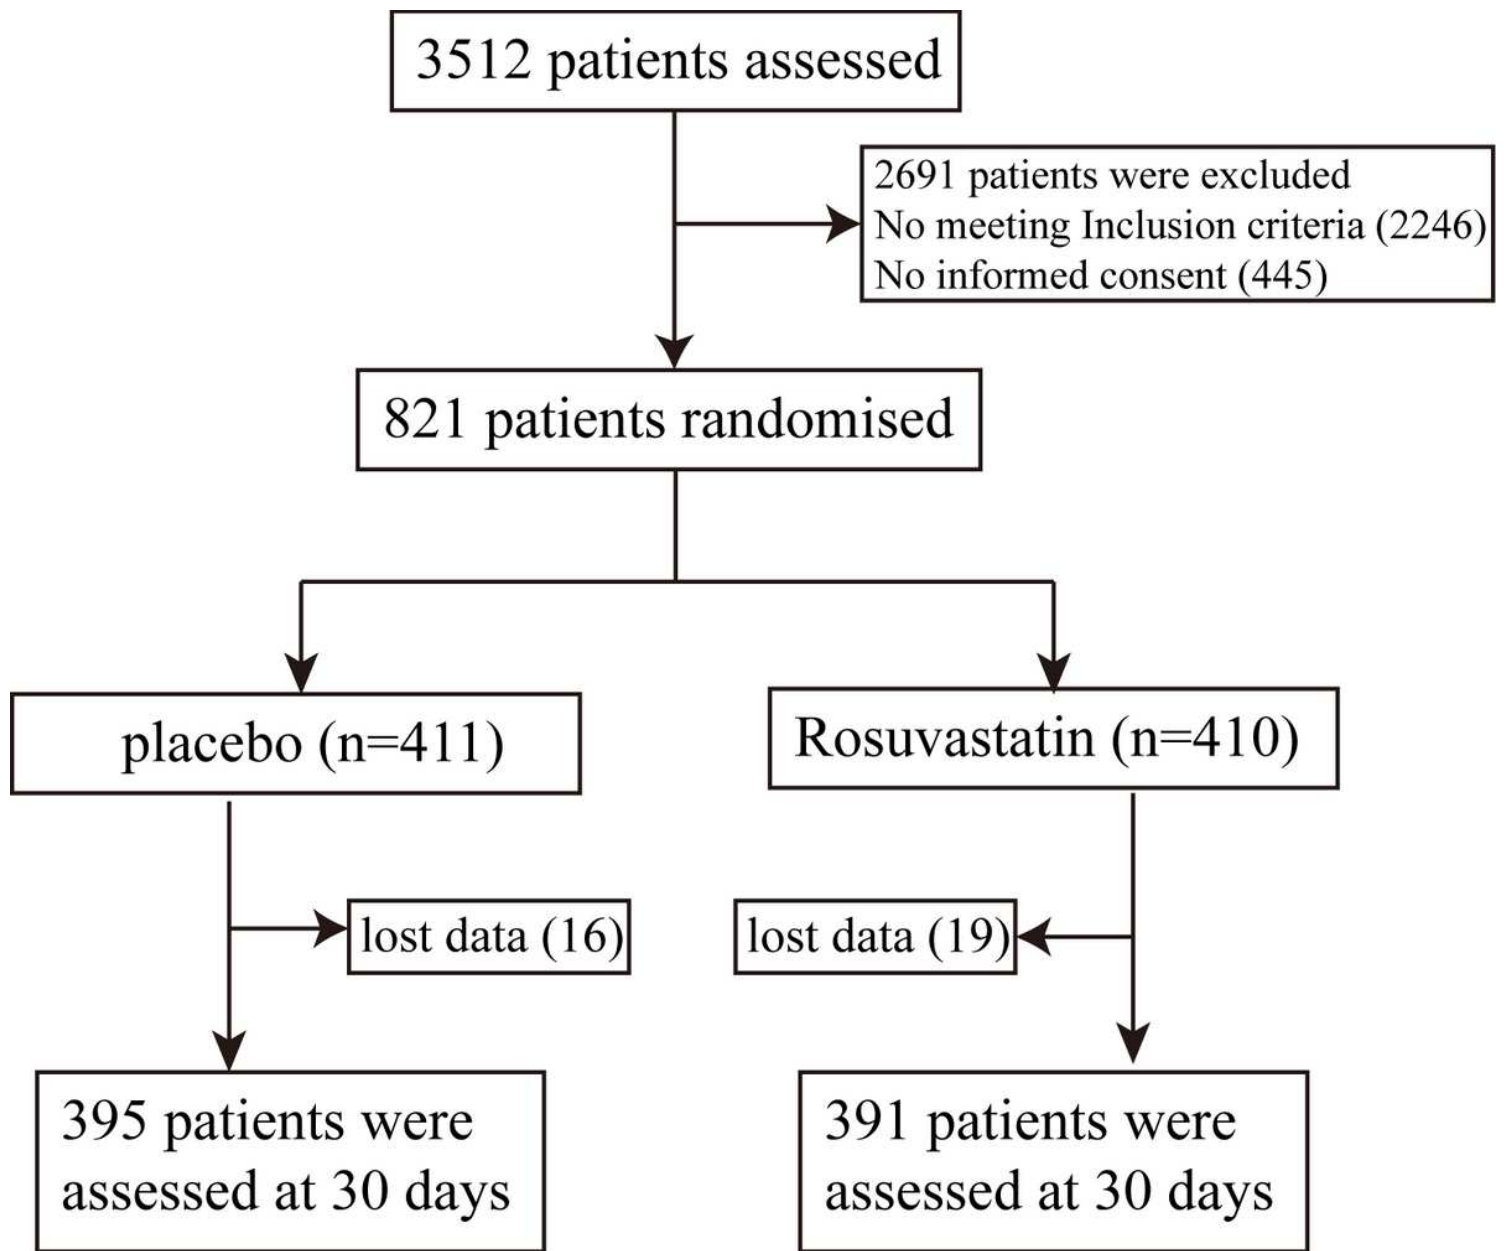 3512 patients assessed
2691 patients were excluded
No meeting Inclusion criteria (2246)
No informed consent (445)
821 patients randomised
placebo (n=411)
Rosuvastatin (n=410)
lost data (16)
lost data (19)
395 patients were
assessed at 30 days
391 patients were
assessed at 30 days